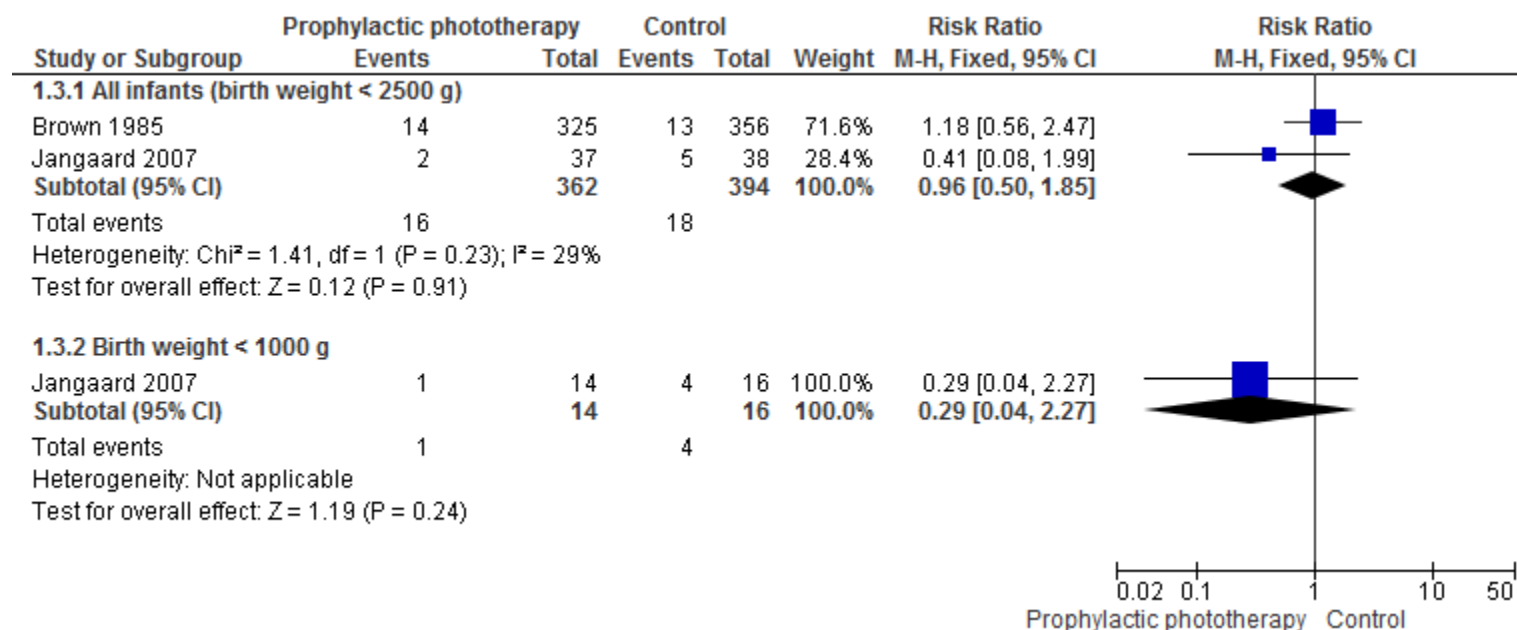 Prophylactic phototherapy Control Risk Ratio Risk Ratio
Study or Subgroup Events Total Events Total Weight M-H, Fixed, 95% CI M-H, Fixed, 95% CI
1.3.1 All infants (birth weight < 2500 g)
Brown 1985 14 325 13 356 71.6% 1.18 [0.56, 2.47]
Jangaard 2007 2 37 5 38 28.4% 0.41 [0.08, 1.99]
Subtotal (95% CI) 362 394 100.0% 0.96 [0.50, 1.85]
Total events 16 18
Heterogeneity: Chi² = 1.41, df = 1 (P = 0.23); I² = 29%
Test for overall effect: Z = 0.12 (P = 0.91)
1.3.2 Birth weight < 1000 g
Jangaard 2007 1 14 4 16 100.0% 0.29 [0.04, 2.27]
Subtotal (95% CI) 14 16 100.0% 0.29 [0.04, 2.27]
Total events 1 4
Heterogeneity: Not applicable
Test for overall effect: Z = 1.19 (P = 0.24)
0.02 0.1 1 10 50
Prophylactic phototherapy Control